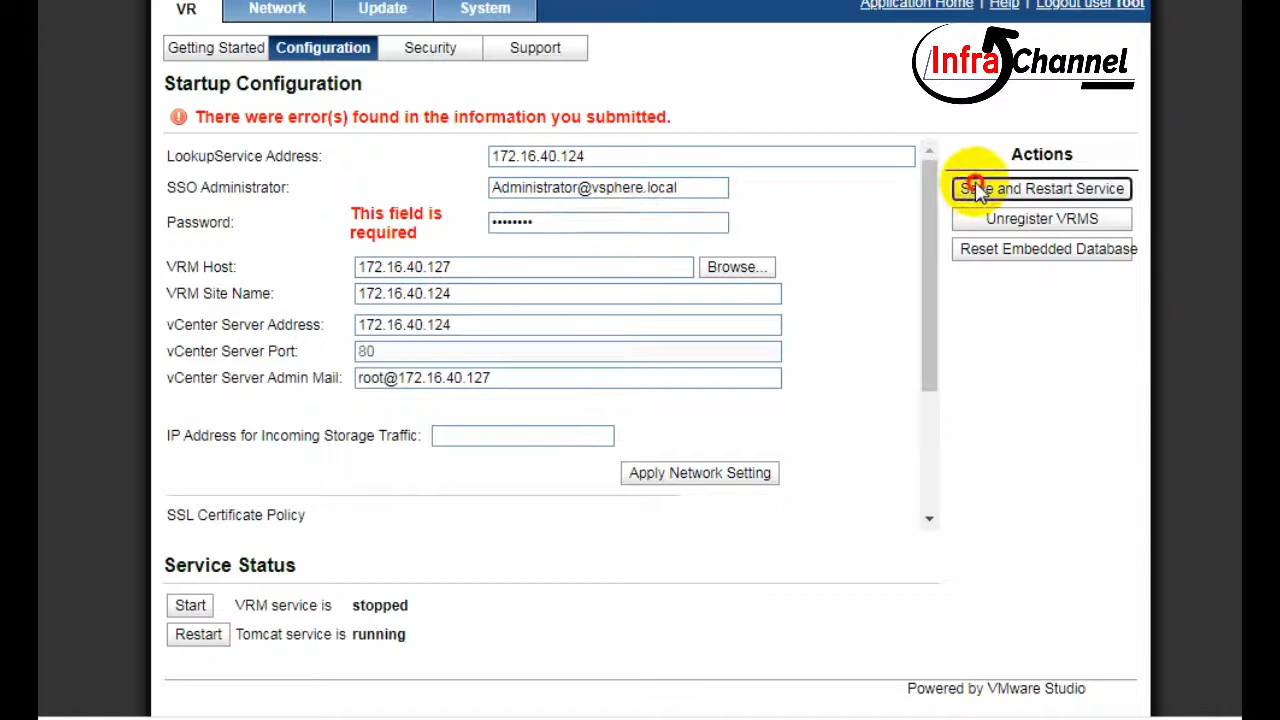 VR Network Update System Application Home | Help | Logout user root
Getting Started Configuration Security Support
Infra Channel
Startup Configuration
There were error(s) found in the information you submitted.
LookupService Address: 172.16.40.124
SSO Administrator: Administrator@vsphere.local
Password: This field is required ••••••••
VRM Host: 172.16.40.127 Browse...
VRM Site Name: 172.16.40.124
vCenter Server Address: 172.16.40.124
vCenter Server Port: 80
vCenter Server Admin Mail: root@172.16.40.127
IP Address for Incoming Storage Traffic:
Apply Network Setting
SSL Certificate Policy
Actions
Save and Restart Service
Unregister VRMS
Reset Embedded Database
Service Status
Start VRM service is stopped
Restart Tomcat service is running
Powered by VMware Studio